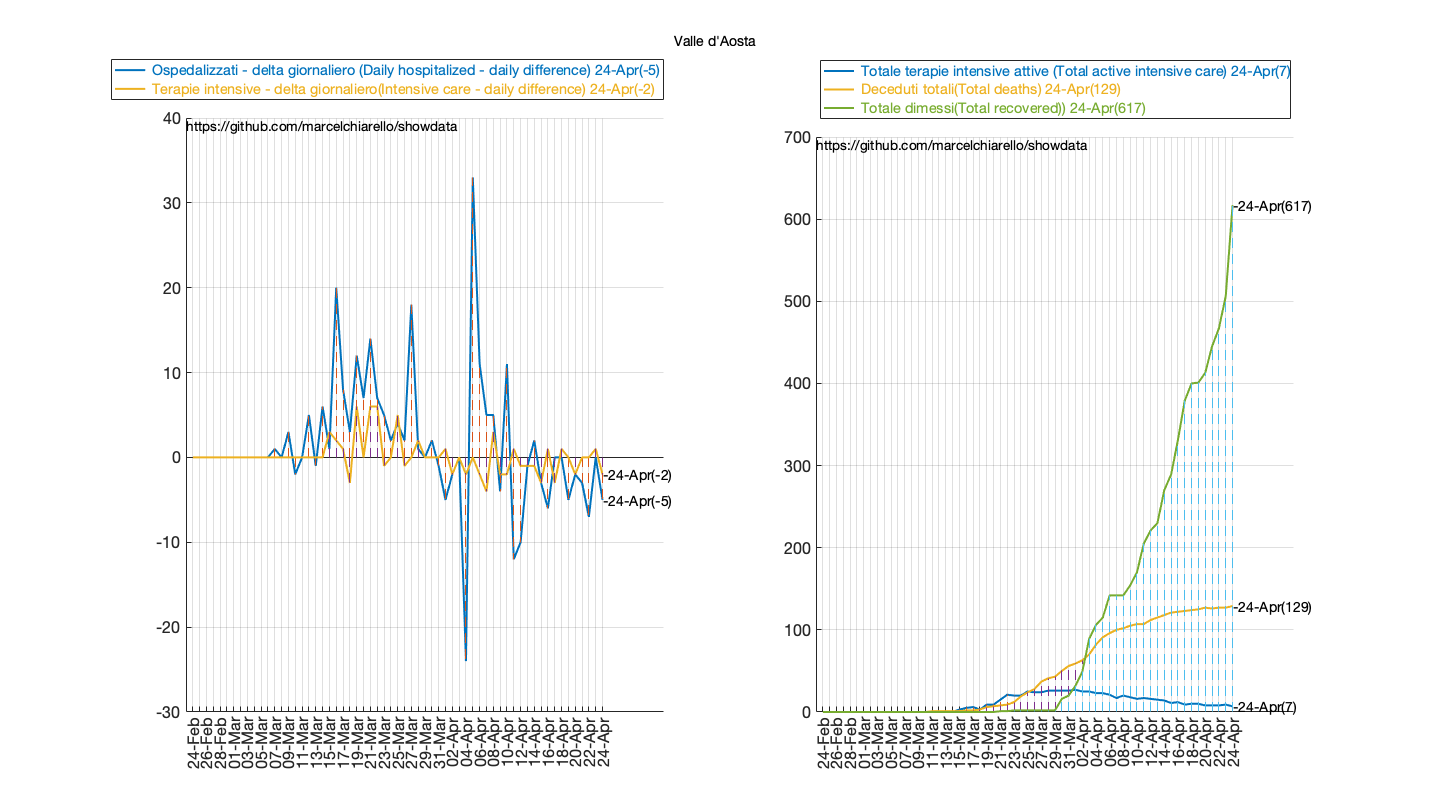 Valle d'Aosta
Ospedalizzati - delta giornaliero (Daily hospitalized - daily difference) 24-Apr(-5)
Terapie intensive - delta giornaliero(Intensive care - daily difference) 24-Apr(-2)
https://github.com/marcelchiarello/showdata
40
30
20
10
0
-10
-20
-30
-24-Apr(-2)
-24-Apr(-5)
24-Feb
26-Feb
28-Feb
01-Mar
03-Mar
05-Mar
07-Mar
09-Mar
11-Mar
13-Mar
15-Mar
17-Mar
19-Mar
21-Mar
23-Mar
25-Mar
27-Mar
29-Mar
31-Mar
02-Apr
04-Apr
06-Apr
08-Apr
10-Apr
12-Apr
14-Apr
16-Apr
18-Apr
20-Apr
22-Apr
24-Apr
Totale terapie intensive attive (Total active intensive care) 24-Apr(7)
Deceduti totali(Total deaths) 24-Apr(129)
Totale dimessi(Total recovered)) 24-Apr(617)
https://github.com/marcelchiarello/showdata
700
600
500
400
300
200
100
0
-24-Apr(617)
-24-Apr(129)
-24-Apr(7)
24-Feb
26-Feb
28-Feb
01-Mar
03-Mar
05-Mar
07-Mar
09-Mar
11-Mar
13-Mar
15-Mar
17-Mar
19-Mar
21-Mar
23-Mar
25-Mar
27-Mar
29-Mar
31-Mar
02-Apr
04-Apr
06-Apr
08-Apr
10-Apr
12-Apr
14-Apr
16-Apr
18-Apr
20-Apr
22-Apr
24-Apr